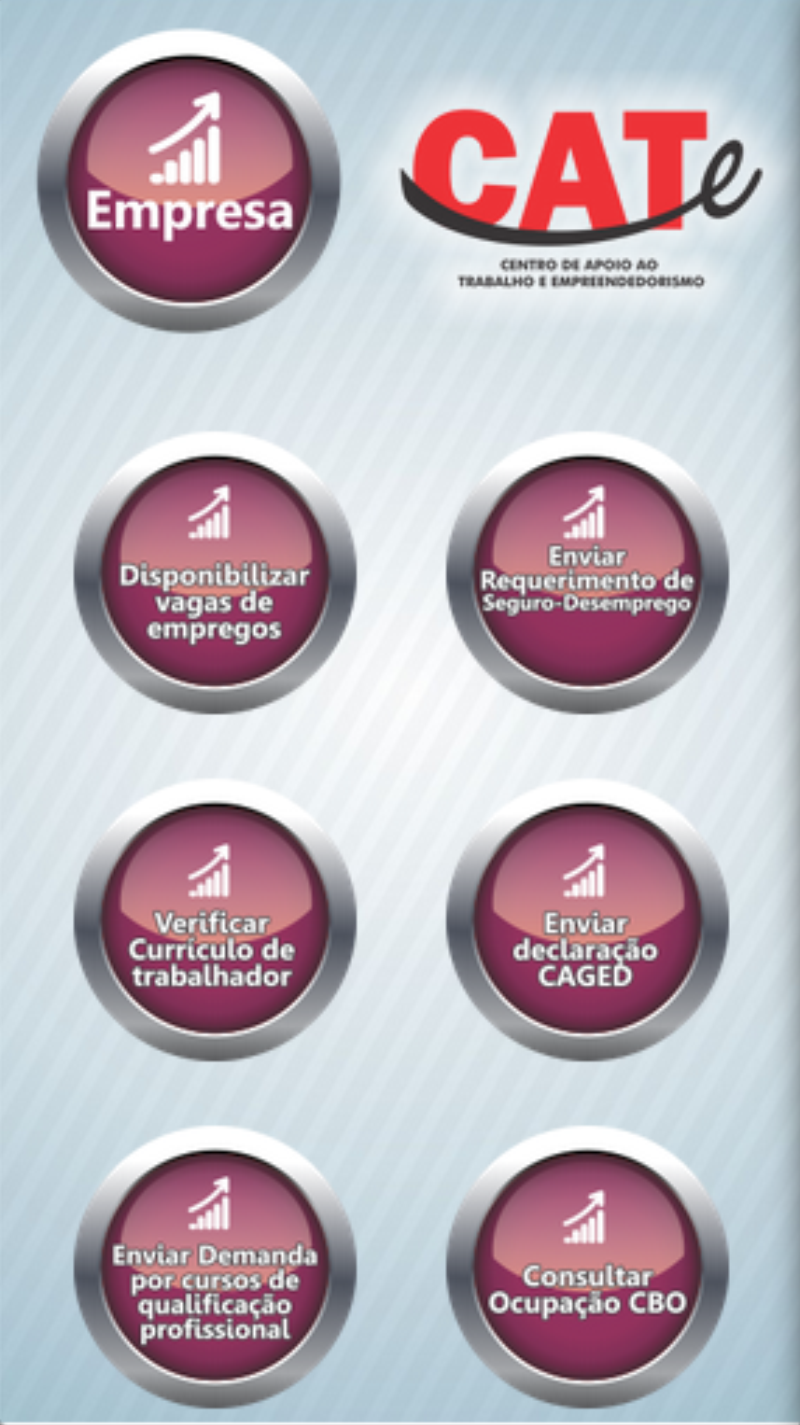 Empresa
CATe
CENTRO DE APOIO AO
TRABALHO E EMPREENDEDORISMO
Disponibilizar
vagas de
empregos
Enviar
Requerimento de
Seguro-Desemprego
Verificar
Currículo de
trabalhador
Enviar
declaração
CAGED
Enviar Demanda
por cursos de
qualificação
profissional
Consultar
Ocupação CBO